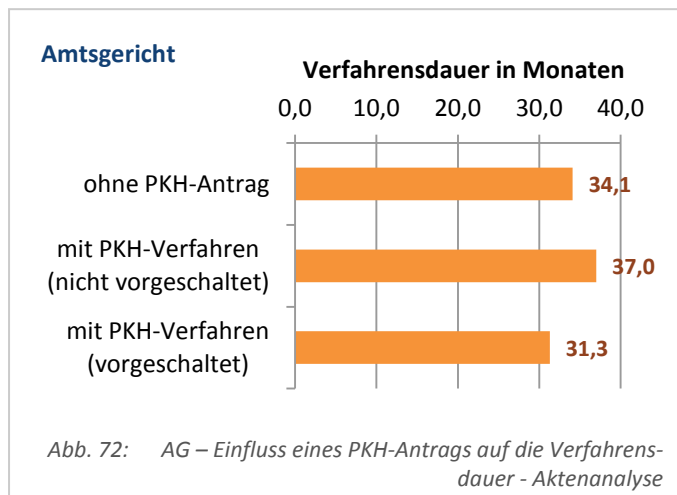 Amtsgericht
Verfahrensdauer in Monaten
0,0 10,0 20,0 30,0 40,0
ohne PKH-Antrag 34,1
mit PKH-Verfahren
(nicht vorgeschaltet) 37,0
mit PKH-Verfahren
(vorgeschaltet) 31,3
Abb. 72: AG – Einfluss eines PKH-Antrags auf die Verfahrens-
dauer - Aktenanalyse